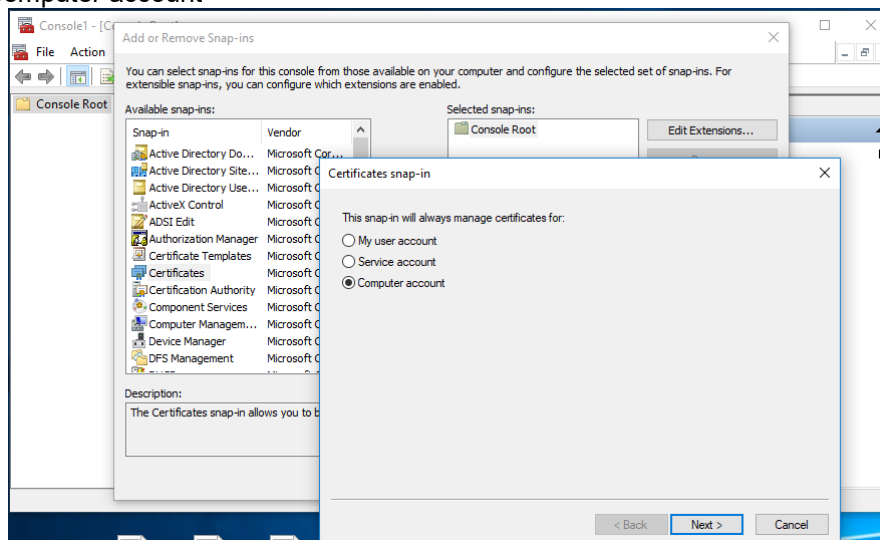 omputer account
Console1 - [C
Add or Remove Snap-ins
File Action
You can select snap-ins for this console from those available on your computer and configure the selected set of snap-ins. For
extensible snap-ins, you can configure which extensions are enabled.
Console Root
Available snap-ins:
Selected snap-ins:
Snap-in Vendor
Console Root
Edit Extensions...
Active Directory Do... Microsoft Cor...
Active Directory Site... Microsoft C
Active Directory Use... Microsoft C
ActiveX Control Microsoft C
ADSI Edit Microsoft C
Authorization Manager Microsoft C
Certificate Templates Microsoft C
Certificates Microsoft C
Certification Authority Microsoft C
Component Services Microsoft C
Computer Managem... Microsoft C
Device Manager Microsoft C
DFS Management Microsoft C
Description:
The Certificates snap-in allows you to b
Certificates snap-in
This snap-in will always manage certificates for:
My user account
Service account
Computer account
< Back Next > Cancel